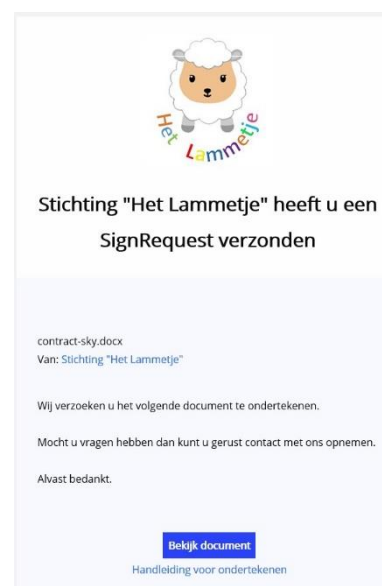 Het Lammetje
Stichting "Het Lammetje" heeft u een
SignRequest verzonden
contract-sky.docx
Van: Stichting "Het Lammetje"
Wij verzoeken u het volgende document te ondertekenen.
Mocht u vragen hebben dan kunt u gerust contact met ons opnemen.
Alvast bedankt.
Bekijk document
Handleiding voor ondertekenen